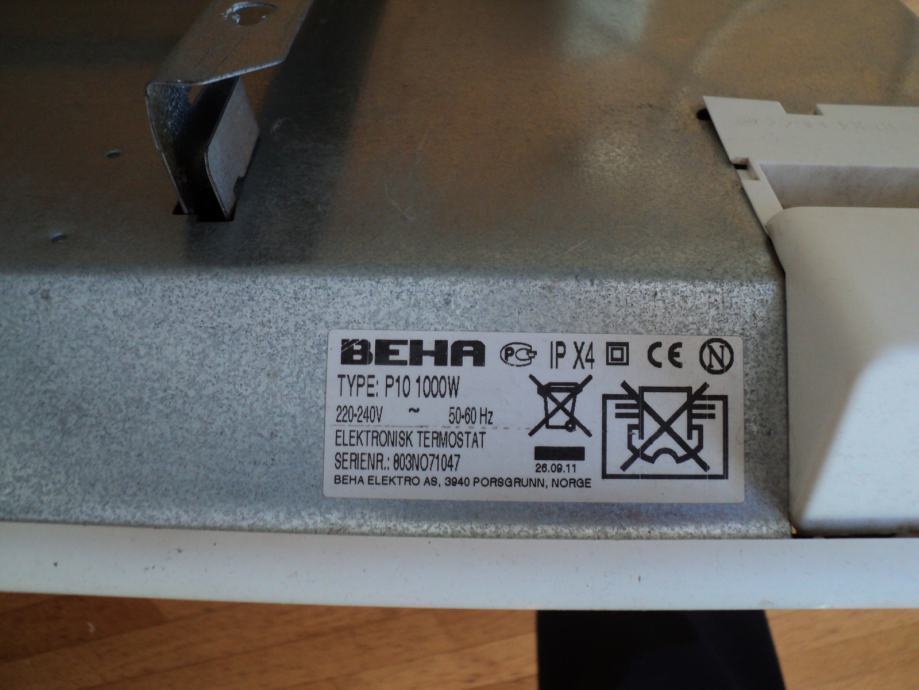 BEHA PC IP X4 CE N
TYPE: P10 1000W
220-240V ~ 50-60 Hz
ELEKTRONISK TERMOSTAT
SERIENR.: 803NO71047
26.09.11
BEHA ELEKTRO AS, 3940 PORSGRUNN, NORGE